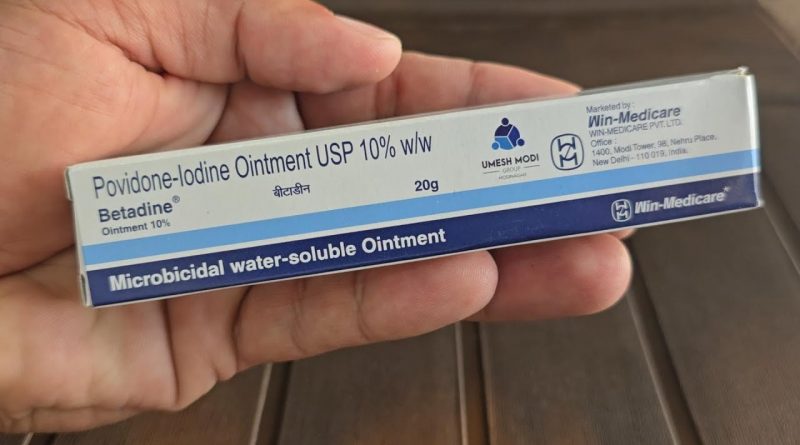 Povidone-Iodine Ointment USP 10% w/w
Betadine®
बीटाडीन
20g
Ointment 10%
Microbicidal water-soluble Ointment
UMESH MODI
GROUP
MODINAGAR
Marketed by :
Win-Medicare
WIN-MEDICARE PVT. LTD.
Office :
1400, Modi Tower, 98, Nehru Place,
New Delhi - 110 019, India.
Win-Medicare